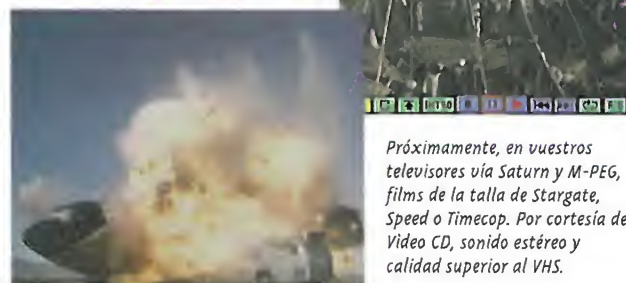 INTRO
Próximamente, en vuestros
televisores vía Saturn y M-PEG,
films de la talla de Stargate,
Speed o Timecop. Por cortesía de
Video CD, sonido estéreo y
calidad superior al VHS.